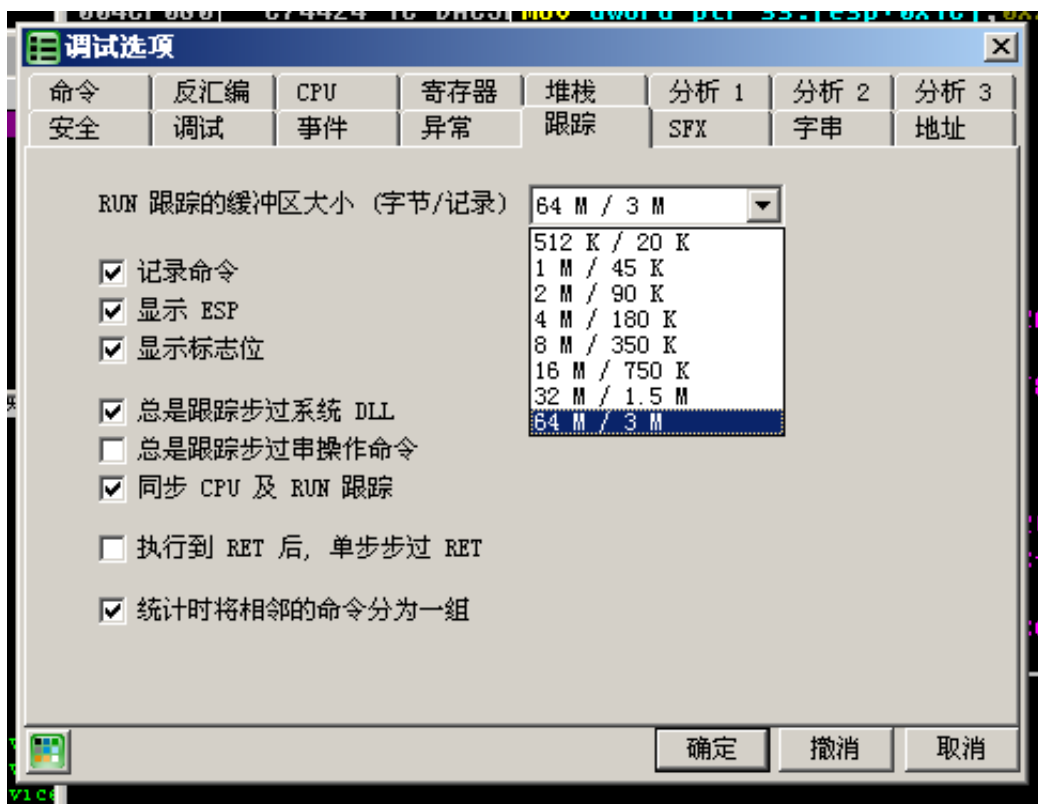 调试选项
命令 反汇编 CPU 寄存器 堆栈 分析 1 分析 2 分析 3
安全 调试 事件 异常 跟踪 SFX 字串 地址
RUN 跟踪的缓冲区大小 (字节/记录) 64 M / 3 M
512 K / 20 K
1 M / 45 K
2 M / 90 K
4 M / 180 K
8 M / 350 K
16 M / 750 K
32 M / 1.5 M
64 M / 3 M
记录命令
显示 ESP
显示标志位
总是跟踪步过系统 DLL
总是跟踪步过串操作命令
同步 CPU 及 RUN 跟踪
执行到 RET 后, 单步步过 RET
统计时将相邻的命令分为一组
确定 撤消 取消